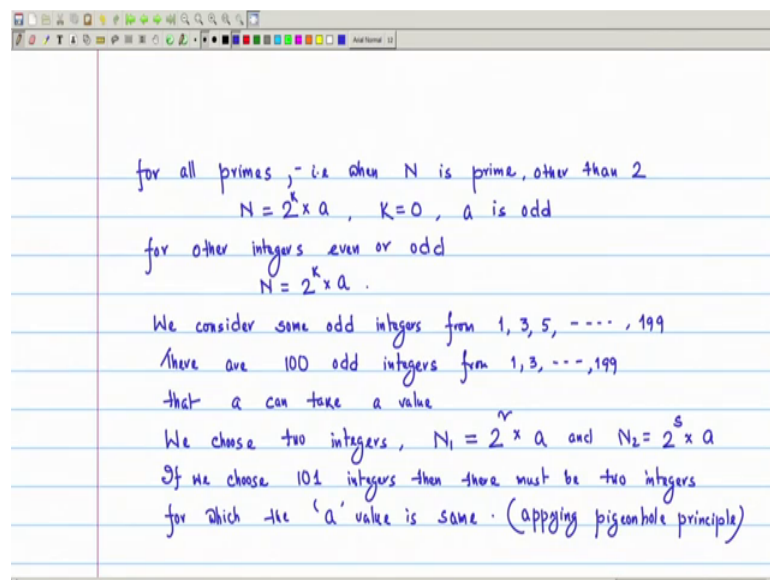 Arial Normal 12
for all primes, - i.e when N is prime, other than 2
N = 2^K x a , K=0, a is odd
for other integers even or odd
N = 2^K x a .
We consider some odd integers from 1, 3, 5, - - - - , 199
There are 100 odd integers from 1, 3, - - -, 199
that a can take a value
We choose two integers, N₁ = 2^r x a and N₂ = 2^s x a
If we choose 101 integers then there must be two integers
for which the 'a' value is same . (appying pigeonhole principle)